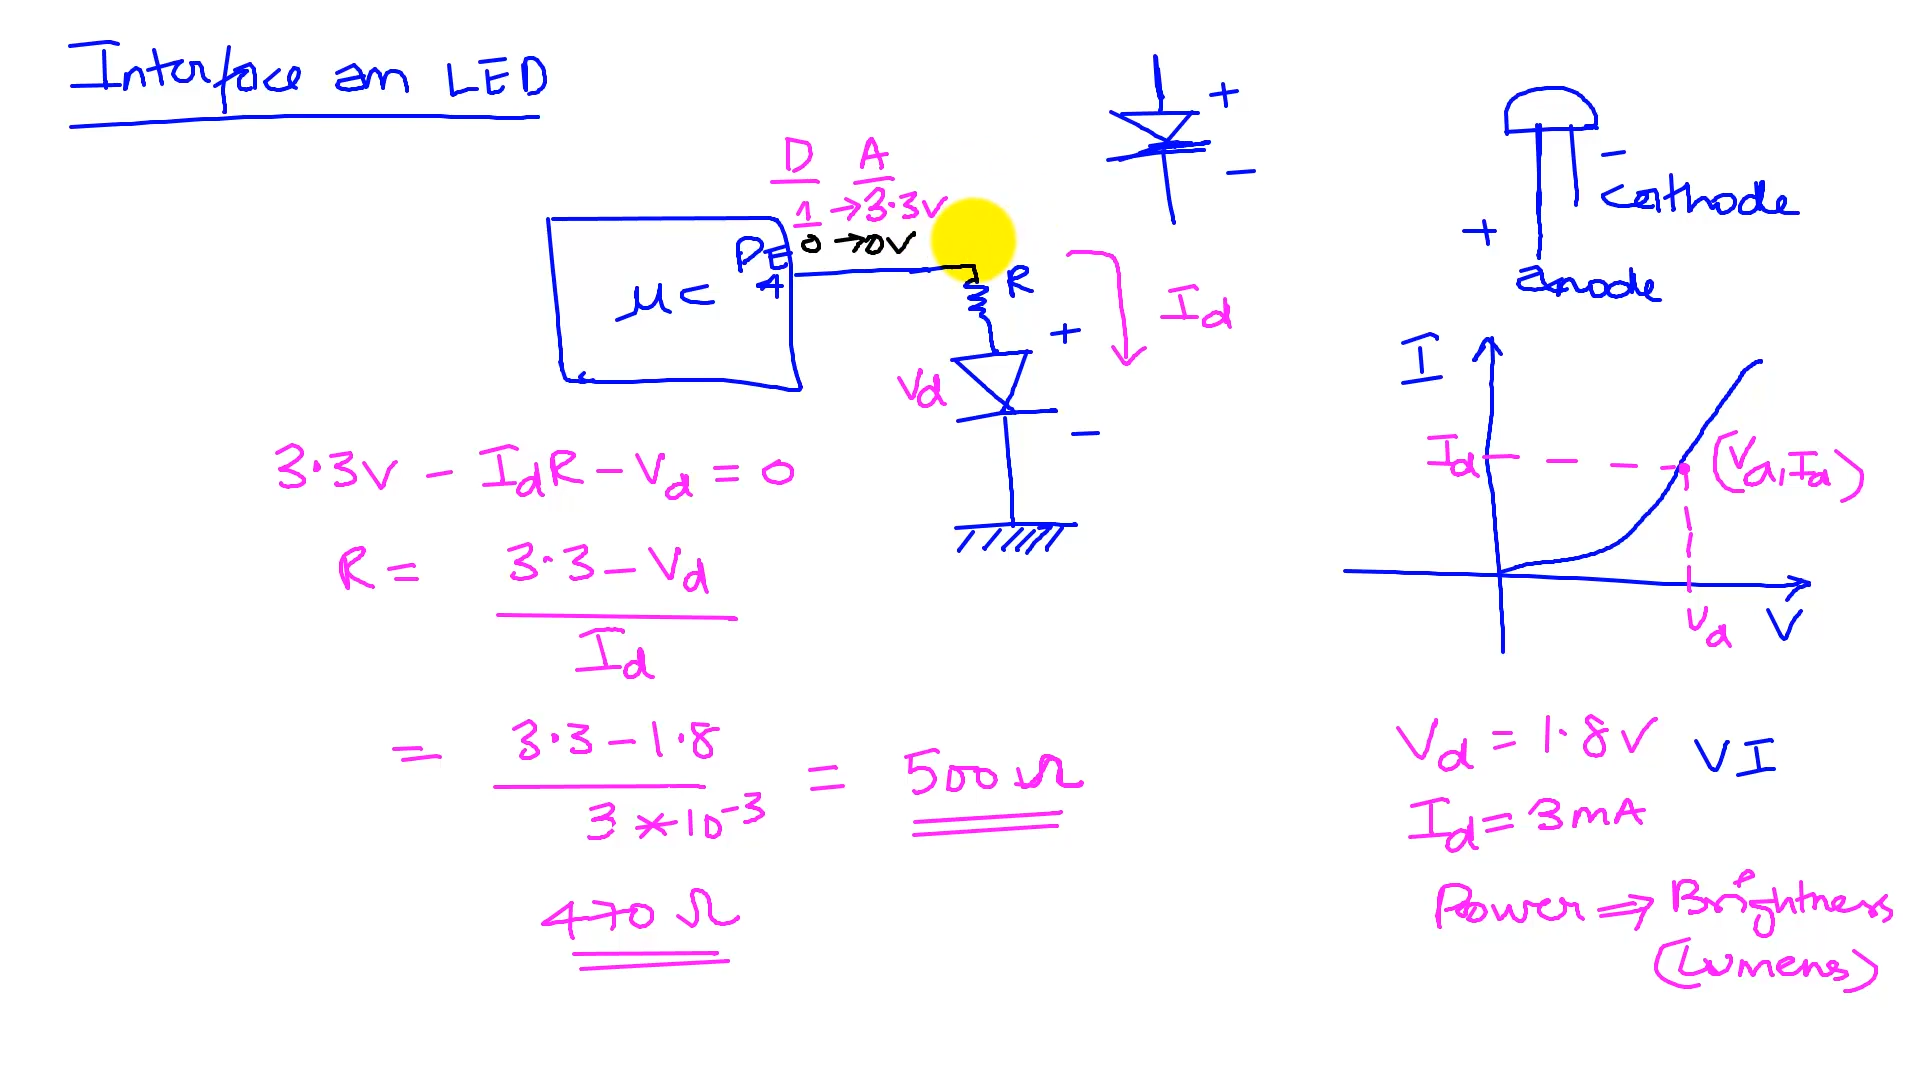 Interface an LED
+
-
D A
1 → 3.3V
0 → 0V
PE
4
μC
R
Id
+
Vd
-
-
cathode
+
anode
I
Id
(Vd, Id)
Vd
V
3.3V - IdR - Vd = 0
R = 3.3 - Vd
Id
= 3.3 - 1.8
3 * 10^-3
= 500 Ω
470 Ω
Vd = 1.8V VI
Id = 3mA
Power ⇒ Brightness
(Lumens)